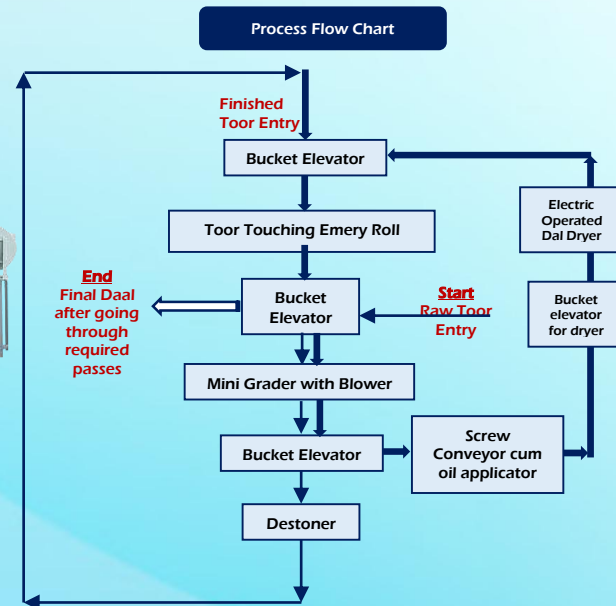 Process Flow Chart
Finished
Toor Entry
Bucket Elevator
Toor Touching Emery Roll
Electric
Operated
Dal Dryer
End
Final Daal
after going
through
required
passes
Bucket
Elevator
Start
Raw Toor
Entry
Bucket
elevator
for dryer
Mini Grader with Blower
Bucket Elevator
Screw
Conveyor cum
oil applicator
Destoner